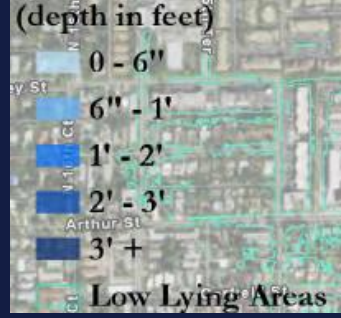 (depth in feet)
0 - 6"
6" - 1'
1' - 2'
2' - 3'
Arthur St
3' +
Low Lying Areas